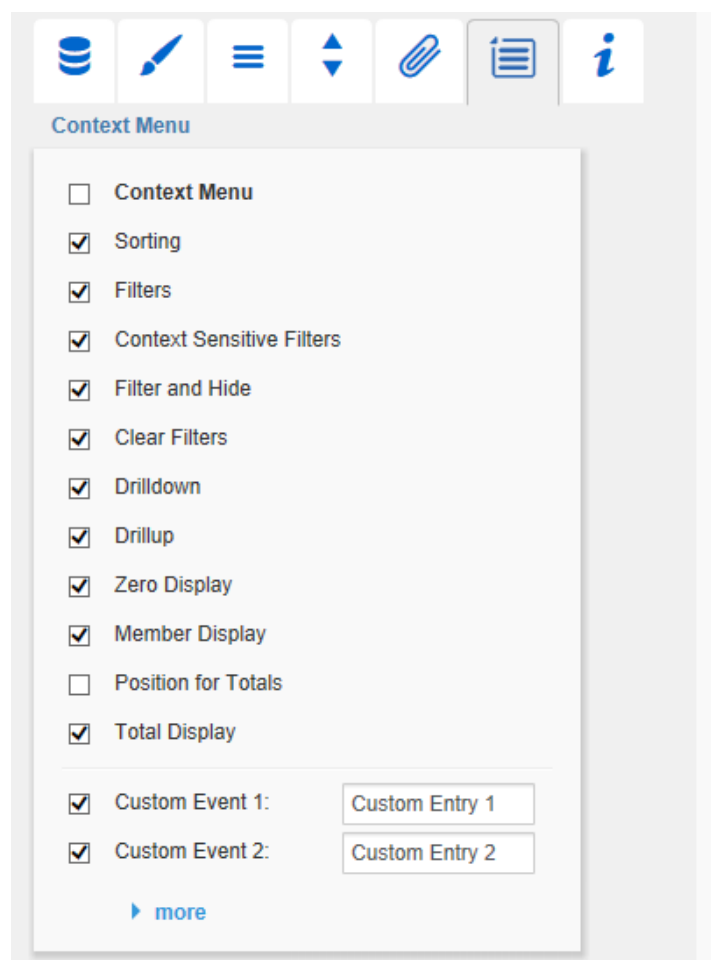 Context Menu
Context Menu
Sorting
Filters
Context Sensitive Filters
Filter and Hide
Clear Filters
Drilldown
Drillup
Zero Display
Member Display
Position for Totals
Total Display
Custom Event 1: Custom Entry 1
Custom Event 2: Custom Entry 2
more